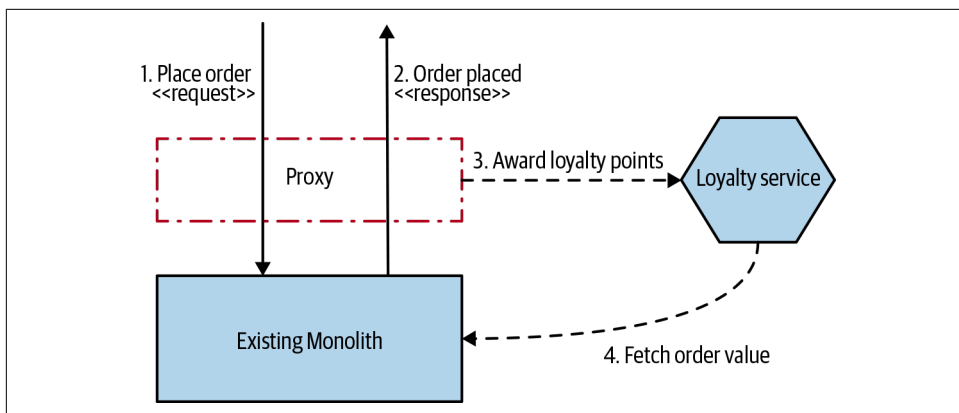 1. Place order
<<request>>
2. Order placed
<<response>>
Proxy
3. Award loyalty points
Loyalty service
Existing Monolith
4. Fetch order value